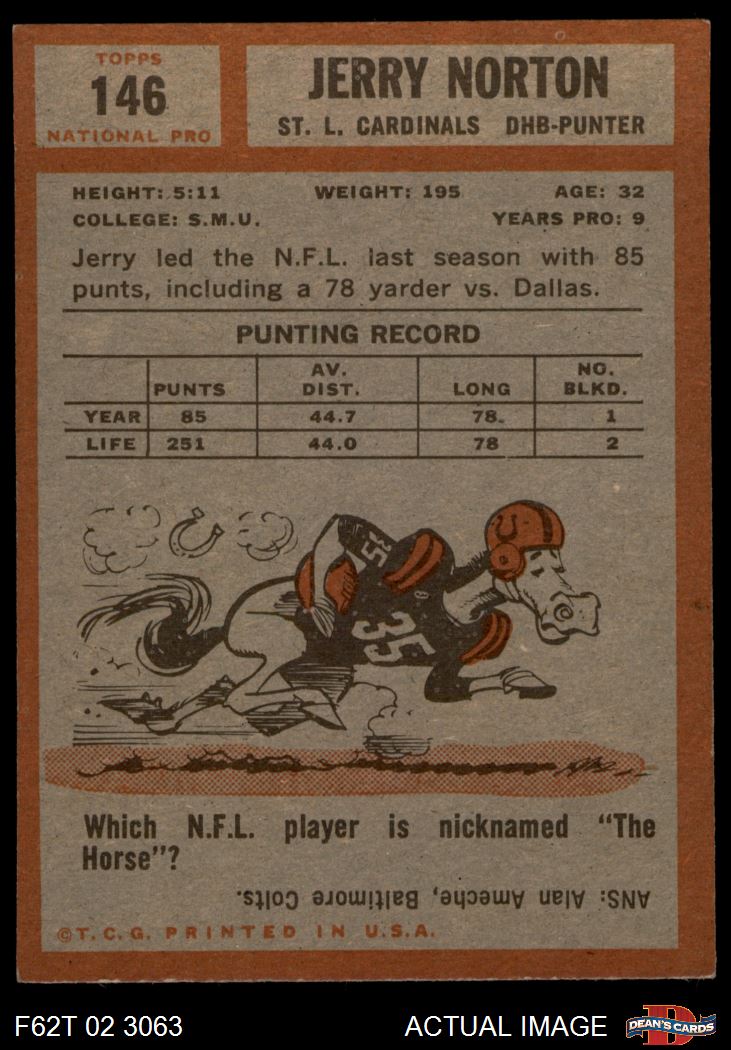 TOPPS
146
NATIONAL PRO
JERRY NORTON
ST. L. CARDINALS DHB-PUNTER
HEIGHT: 5:11 WEIGHT: 195 AGE: 32
COLLEGE: S.M.U. YEARS PRO: 9
Jerry led the N.F.L. last season with 85
punts, including a 78 yarder vs. Dallas.
PUNTING RECORD
PUNTS AV. DIST. LONG NO. BLKD.
YEAR 85 44.7 78 1
LIFE 251 44.0 78 2
35
35
Which N.F.L. player is nicknamed "The
Horse"?
ANS: Alan Ameche, Baltimore Colts.
©T.C.G. PRINTED IN U.S.A.
F62T 02 3063 ACTUAL IMAGE
D
DEAN'S CARDS